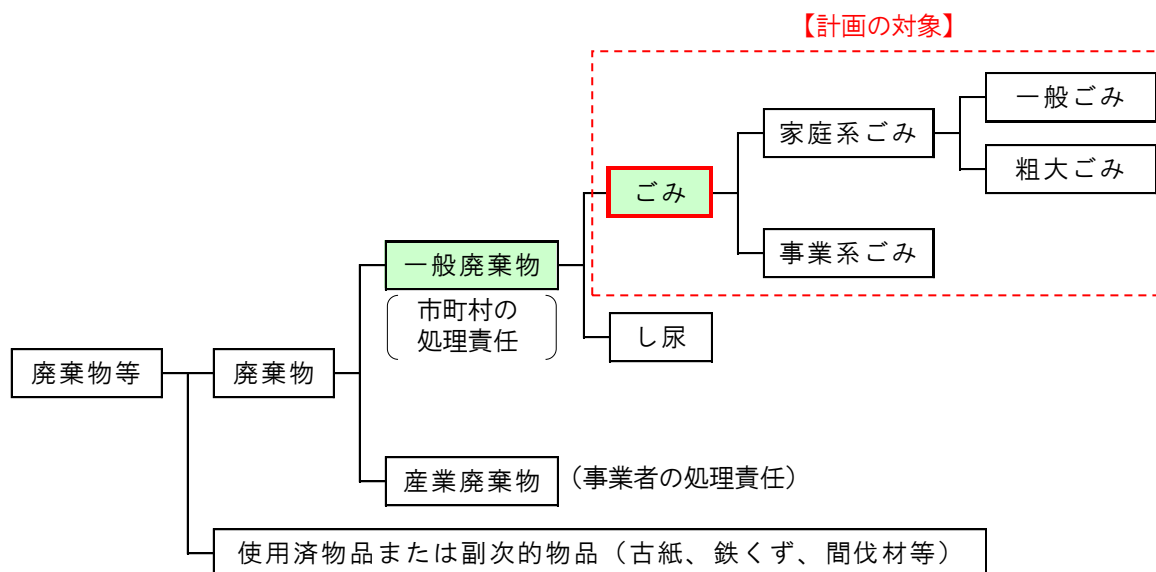 【計画の対象】
一般ごみ
家庭系ごみ
粗大ごみ
ごみ
事業系ごみ
一般廃棄物
市町村の
処理責任
し尿
廃棄物等
廃棄物
産業廃棄物
（事業者の処理責任）
使用済物品または副次的物品（古紙、鉄くず、間伐材等）